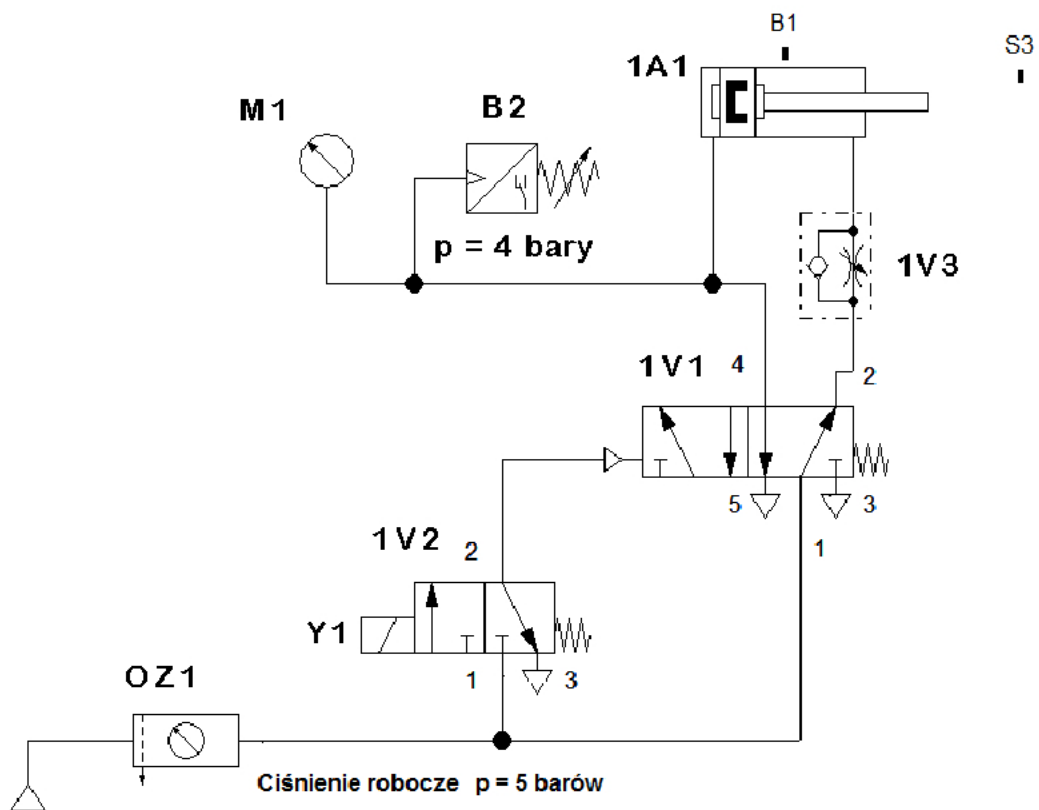 B1
S3
1A1
M1
B2
p = 4 bary
1V3
1V1
4
2
5
3
1
1V2
2
Y1
1
3
OZ1
Ciśnienie robocze p = 5 barów